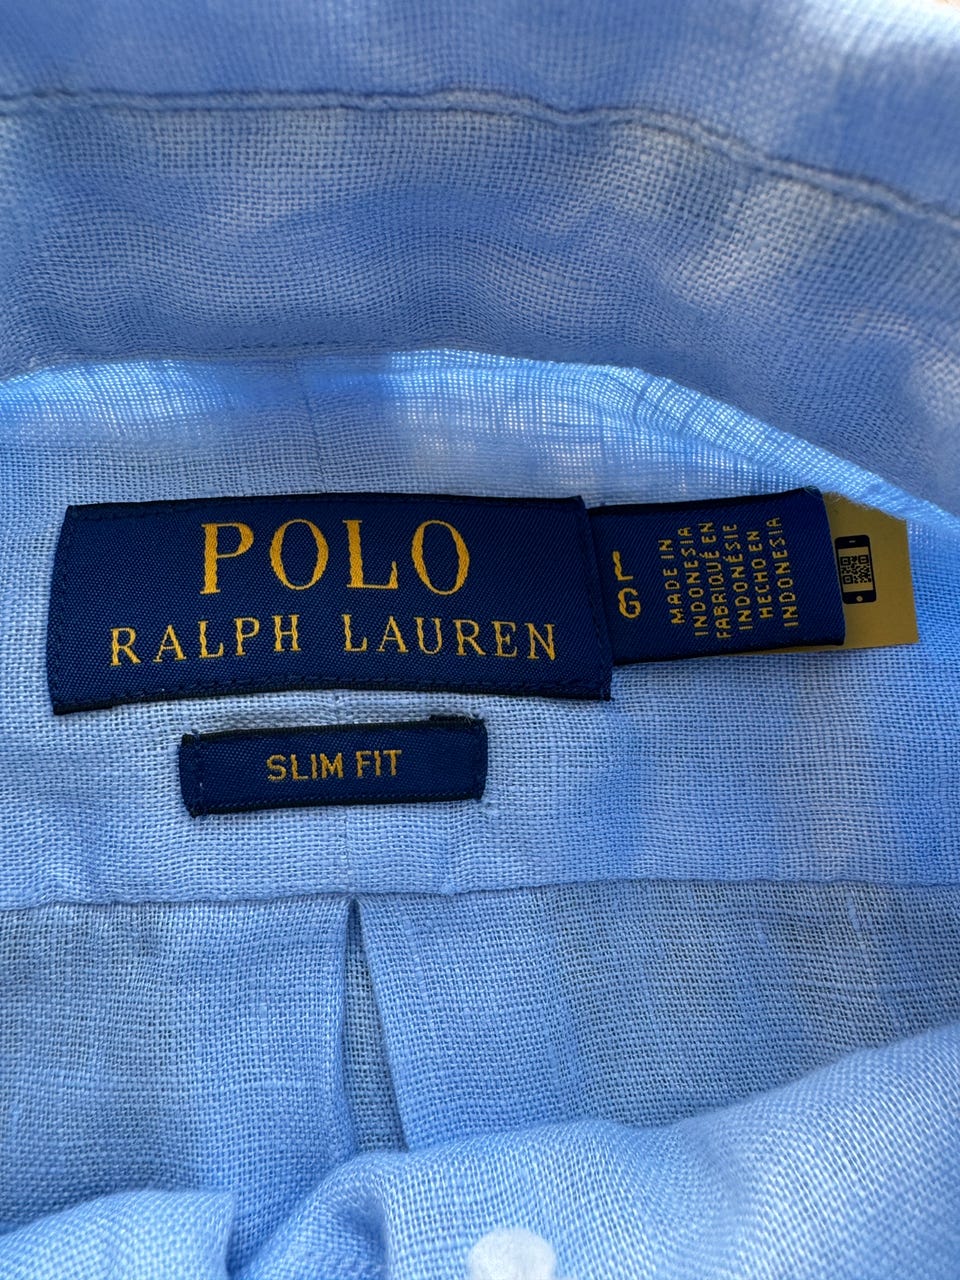 POLO
RALPH LAUREN
L
G
MADE IN
INDONESIA
FABRIQUÉ EN
INDONÉSIE
HECHO EN
INDONESIA
SLIM FIT